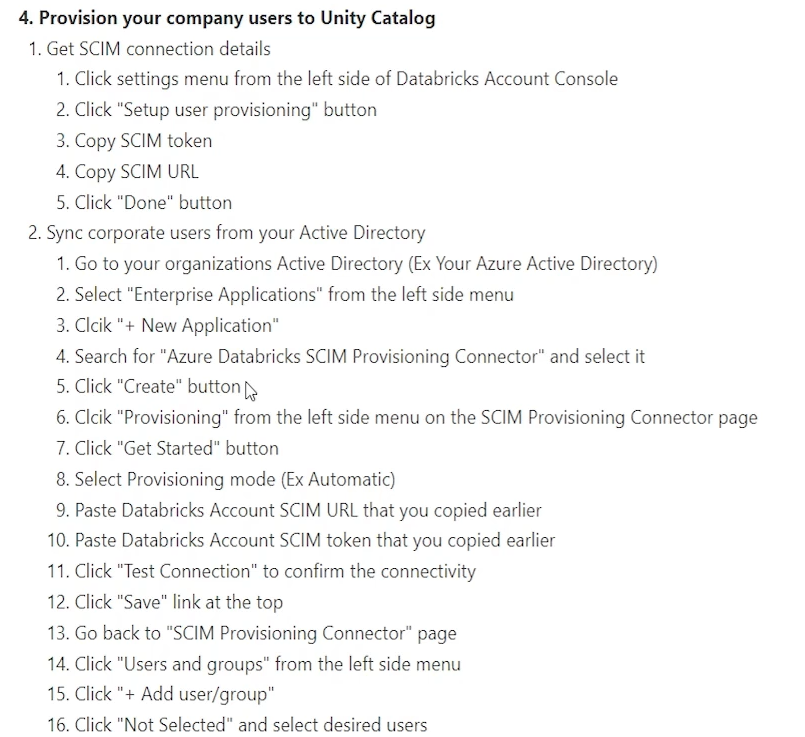 4. Provision your company users to Unity Catalog
1. Get SCIM connection details
1. Click settings menu from the left side of Databricks Account Console
2. Click "Setup user provisioning" button
3. Copy SCIM token
4. Copy SCIM URL
5. Click "Done" button
2. Sync corporate users from your Active Directory
1. Go to your organizations Active Directory (Ex Your Azure Active Directory)
2. Select "Enterprise Applications" from the left side menu
3. Clcik "+ New Application"
4. Search for "Azure Databricks SCIM Provisioning Connector" and select it
5. Click "Create" button
6. Clcik "Provisioning" from the left side menu on the SCIM Provisioning Connector page
7. Click "Get Started" button
8. Select Provisioning mode (Ex Automatic)
9. Paste Databricks Account SCIM URL that you copied earlier
10. Paste Databricks Account SCIM token that you copied earlier
11. Click "Test Connection" to confirm the connectivity
12. Click "Save" link at the top
13. Go back to "SCIM Provisioning Connector" page
14. Click "Users and groups" from the left side menu
15. Click "+ Add user/group"
16. Click "Not Selected" and select desired users